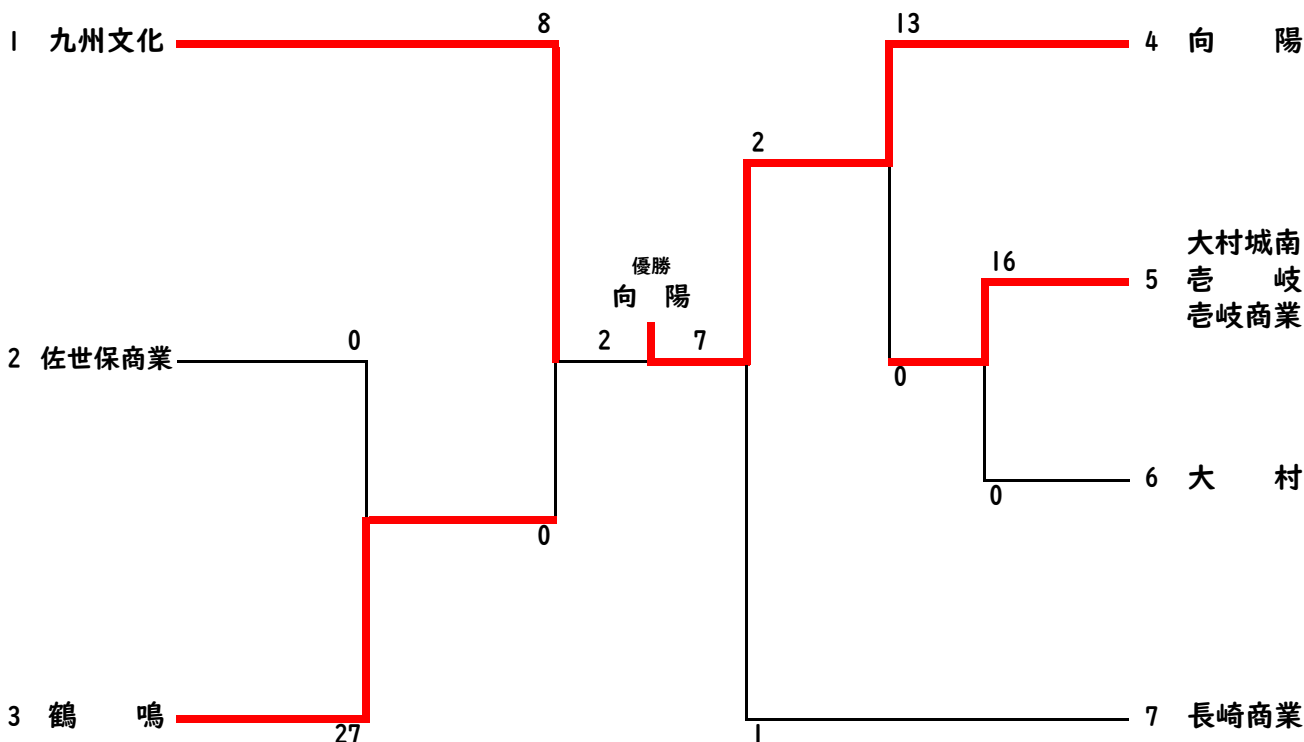 8
13
1 九州文化
4 向 陽
2
大村城南
16
5 壱 岐
壱岐商業
優勝
向 陽
0
2
7
2 佐世保商業
0
6 大 村
0
0
3 鶴 鳴
7 長崎商業
27
1